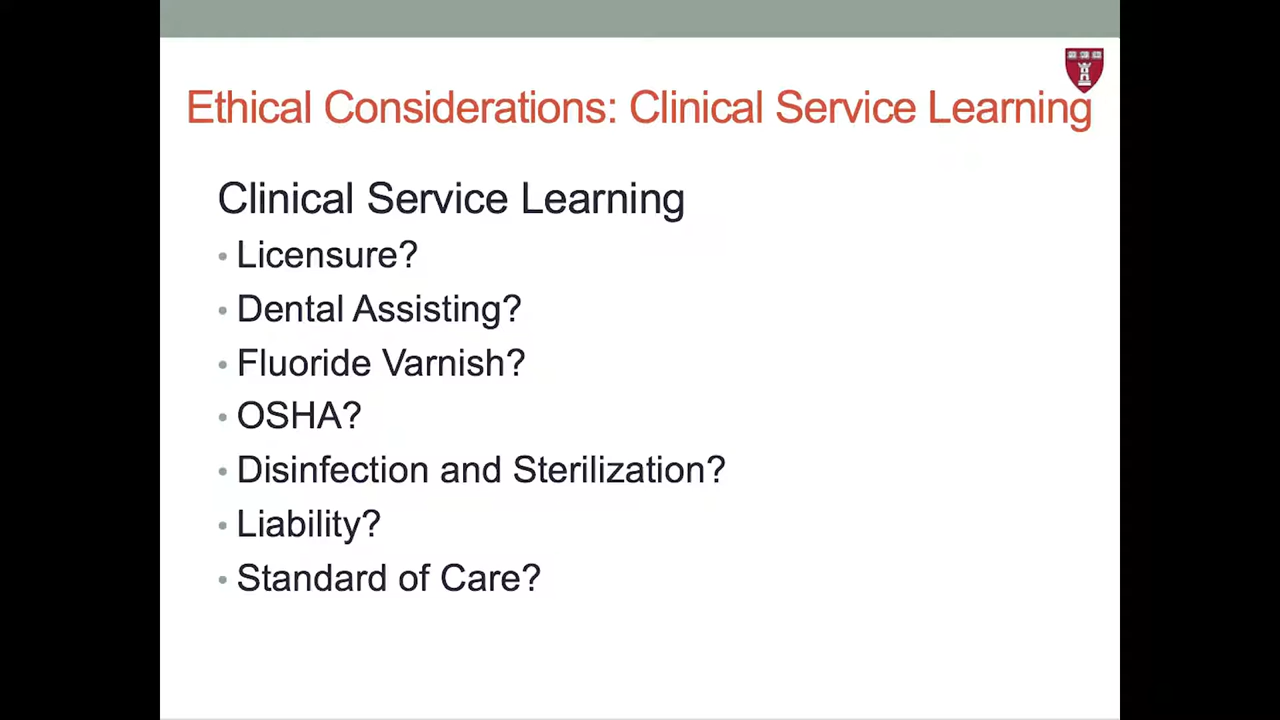 Ethical Considerations: Clinical Service Learning
Clinical Service Learning
• Licensure?
• Dental Assisting?
• Fluoride Varnish?
• OSHA?
• Disinfection and Sterilization?
• Liability?
• Standard of Care?